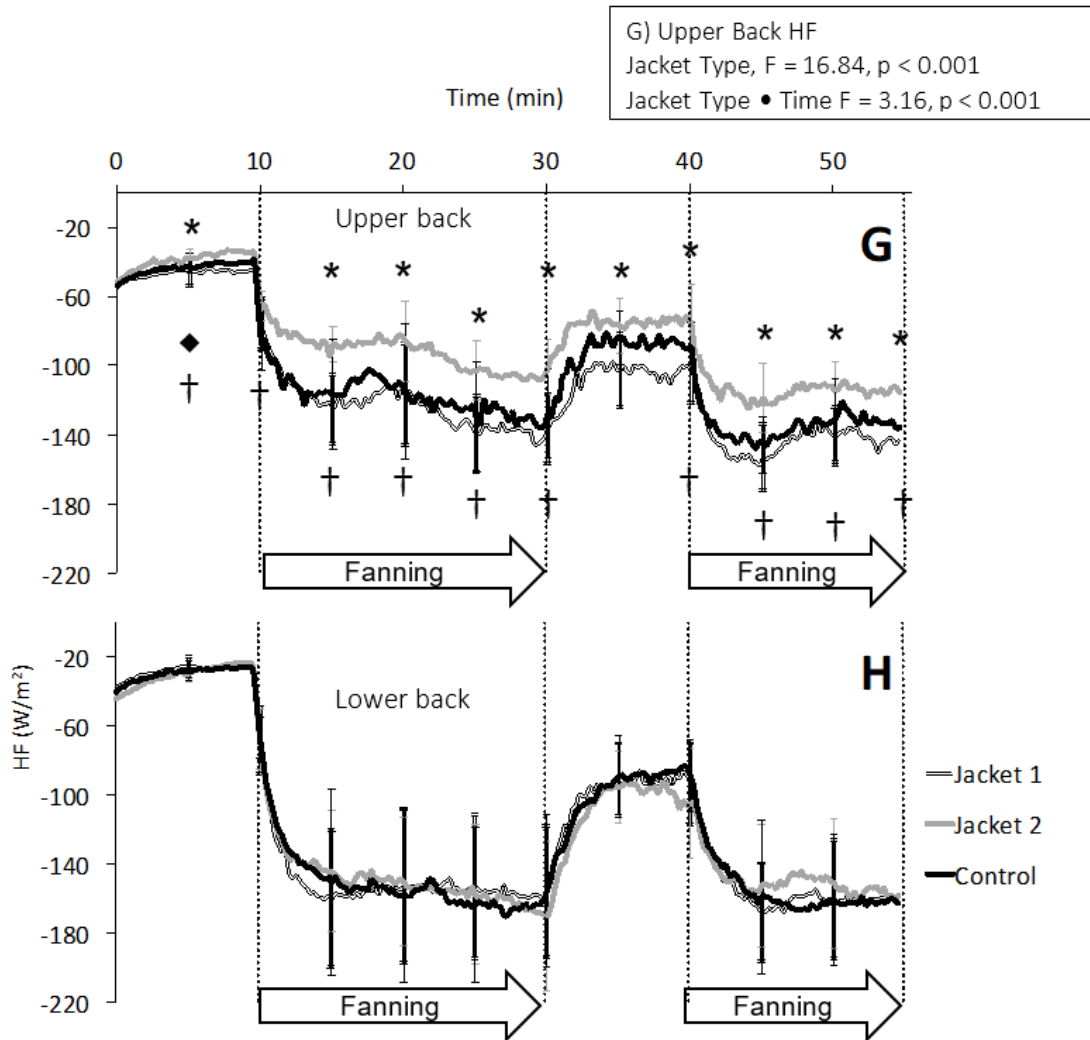 G) Upper Back HF
Jacket Type, F = 16.84, p < 0.001
Jacket Type • Time F = 3.16, p < 0.001
Time (min)
0 10 20 30 40 50
-20
-60
-100
-140
-180
-220
Upper back
G
* * * * * * * * * *
◆
† † † † † † † † † †
Fanning Fanning
-20
-60
-100
-140
-180
-220
HF (W/m²)
Lower back
H
Fanning Fanning
Jacket 1
Jacket 2
Control